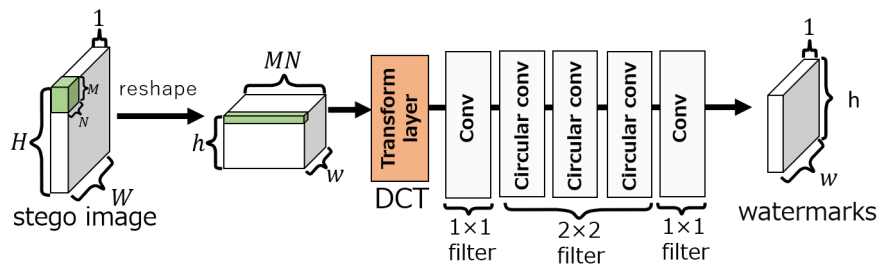 1
M
N
H
W
stego image
reshape
MN
h
w
Transform
layer
DCT
Conv
Circular conv
Circular conv
Circular conv
Conv
1×1
filter
2×2
filter
1×1
filter
1
h
w
watermarks